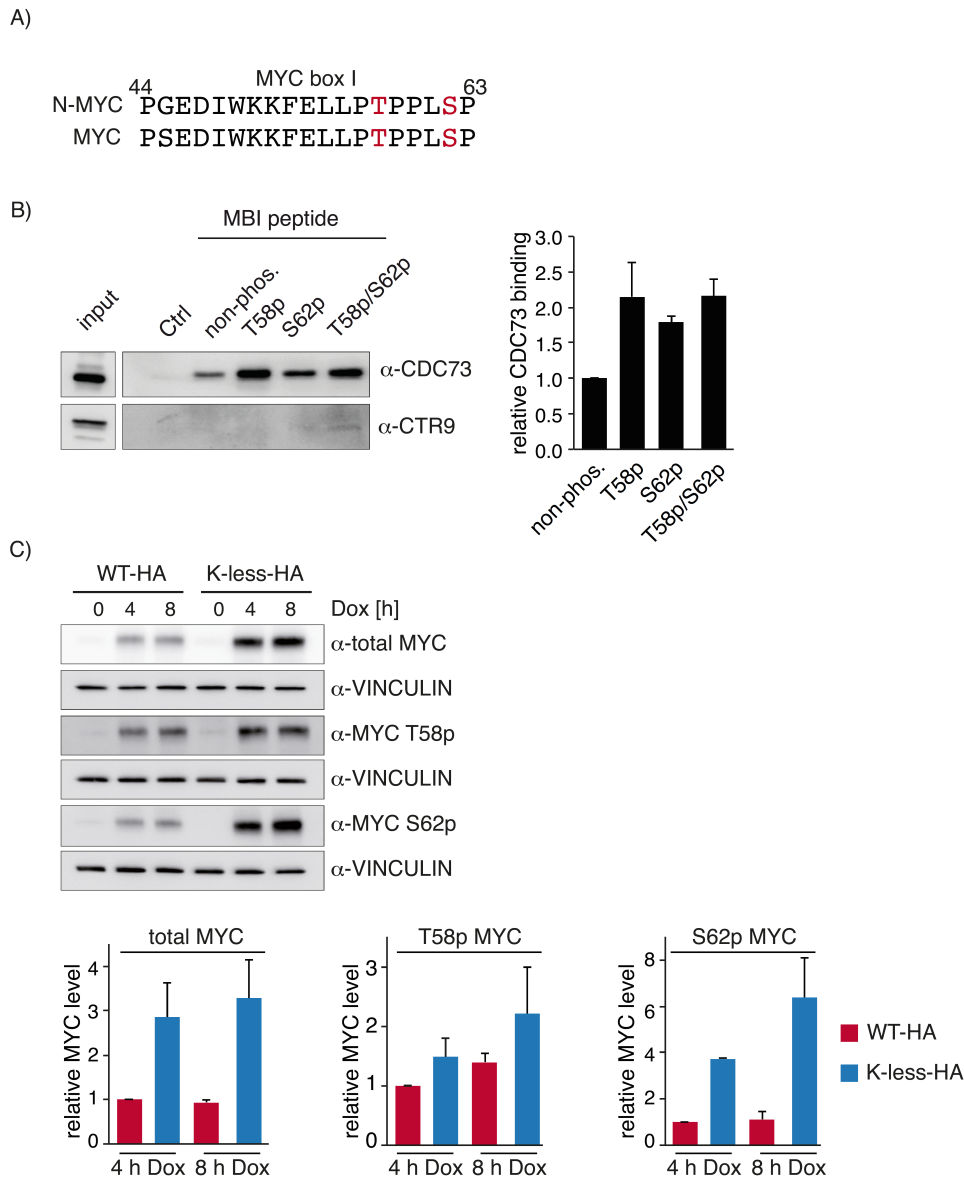 A)
MYC box I
44 63
N-MYC PGEDIWKKFELLPTPPLSP
MYC PSEDIWKKFELLPTPPLSP
B)
MBI peptide
input
Ctrl
non-phos.
T58p
S62p
T58p/S62p
α-CDC73
α-CTR9
relative CDC73 binding
3.0
2.5
2.0
1.5
1.0
0.5
0.0
non-phos.
T58p
S62p
T58p/S62p
C)
WT-HA K-less-HA
0 4 8 0 4 8 Dox [h]
α-total MYC
α-VINCULIN
α-MYC T58p
α-VINCULIN
α-MYC S62p
α-VINCULIN
total MYC
relative MYC level
4
3
2
1
0
4 h Dox 8 h Dox
T58p MYC
relative MYC level
3
2
1
0
4 h Dox 8 h Dox
S62p MYC
relative MYC level
8
6
4
2
0
4 h Dox 8 h Dox
WT-HA
K-less-HA